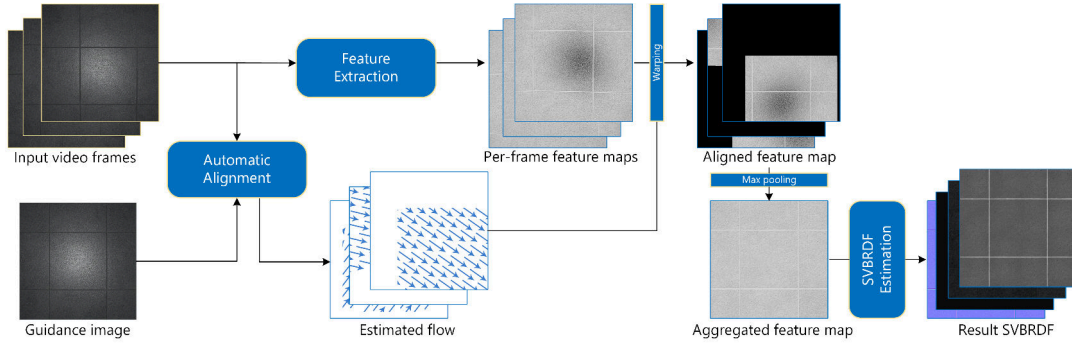 Feature
Extraction
Warping
Input video frames
Per-frame feature maps
Aligned feature map
Automatic
Alignment
Max pooling
SVBRDF
Estimation
Guidance image
Estimated flow
Aggregated feature map
Result SVBRDF